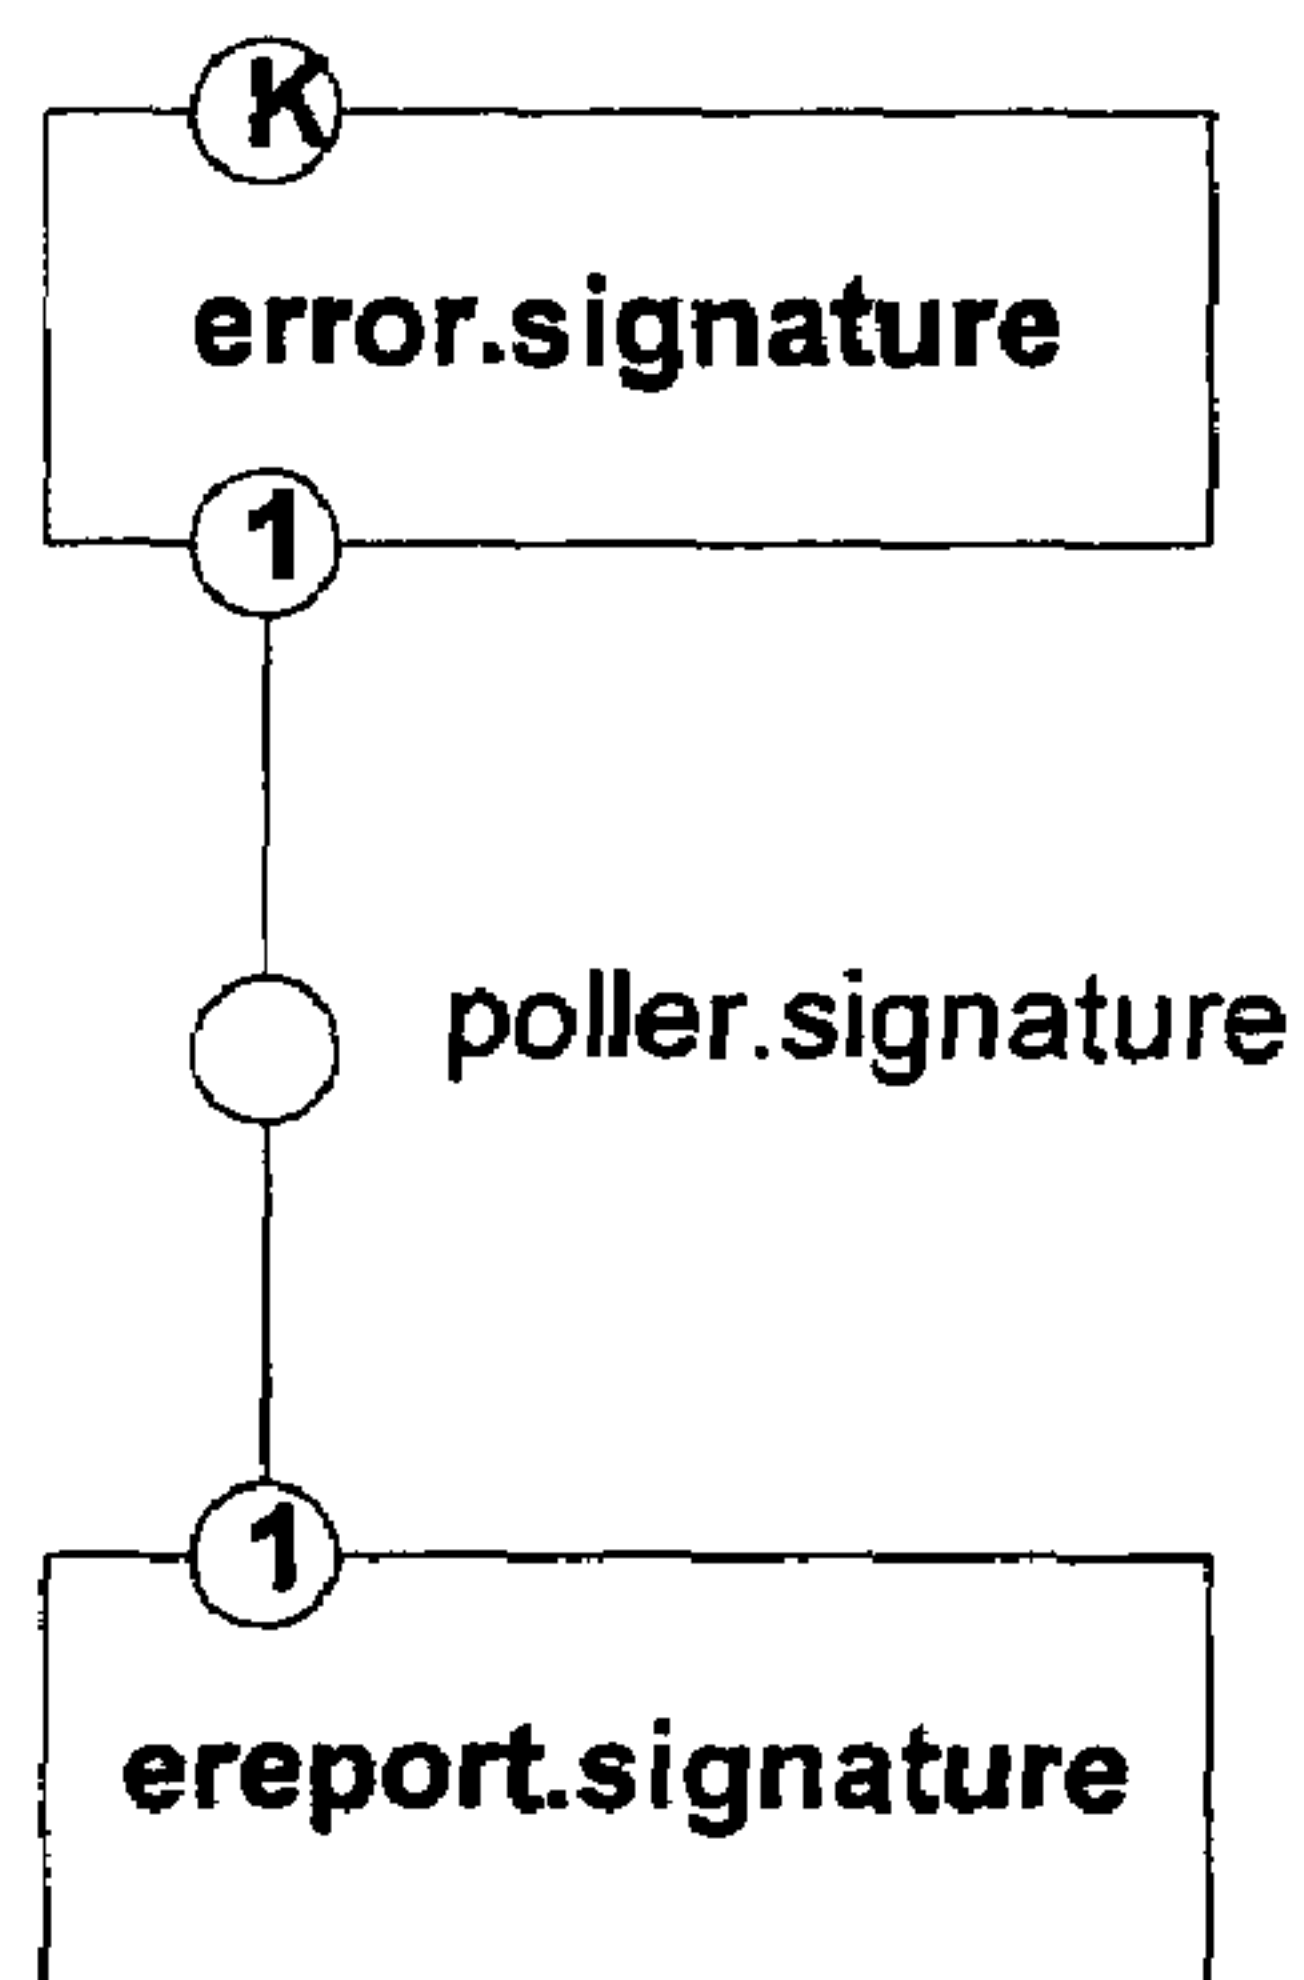 K
error.signature
1
poller.signature
1
ereport.signature